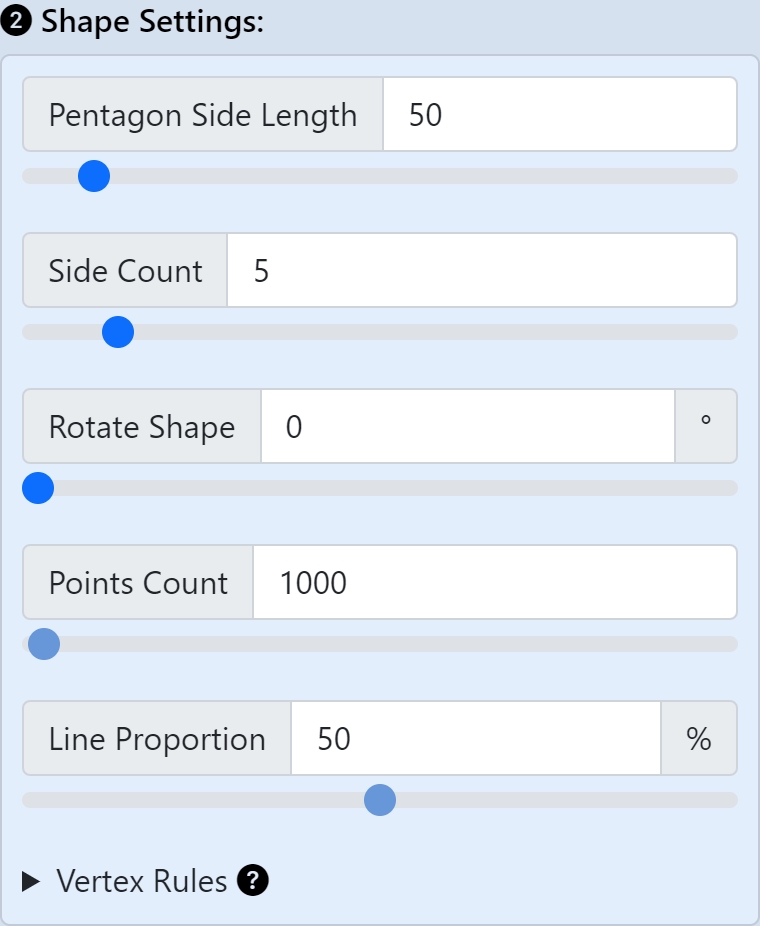 2 Shape Settings:
Pentagon Side Length 50
Side Count 5
Rotate Shape 0 °
Points Count 1000
Line Proportion 50 %
Vertex Rules ?